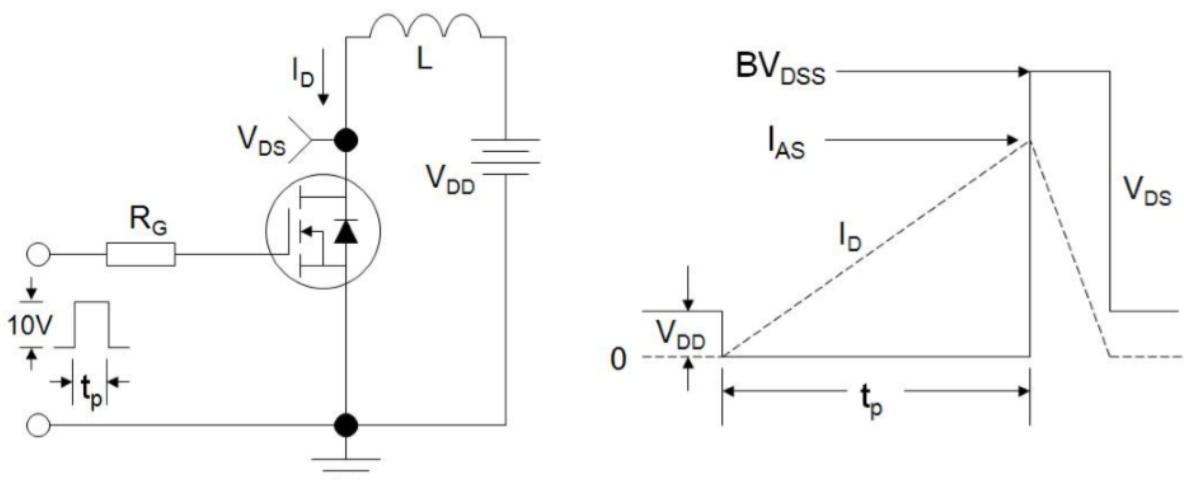 I_D
L
V_DS
V_DD
R_G
10V
t_p
BV_DSS
I_AS
V_DS
I_D
V_DD
0
t_p